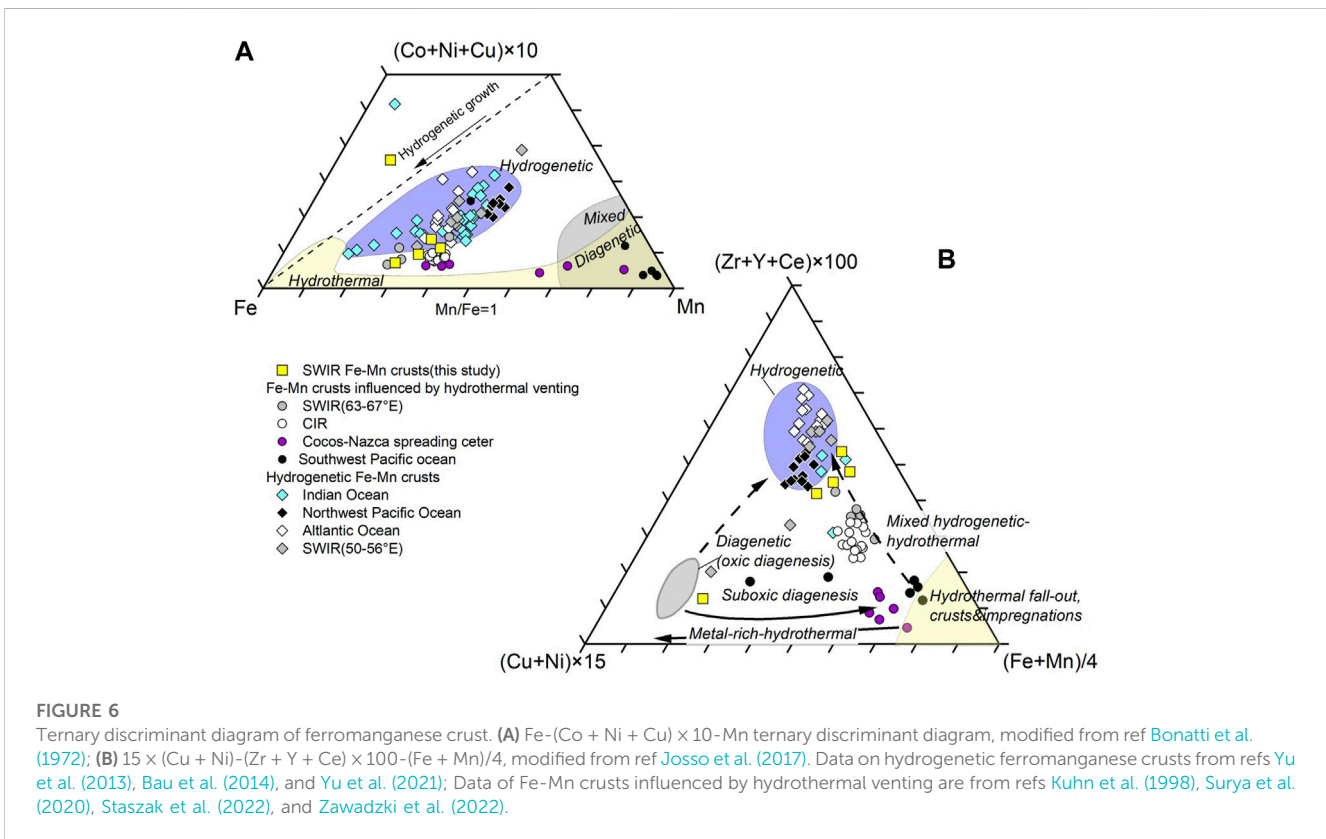 A
(Co+Ni+Cu)×10
Hydrogenetic growth
Hydrogenetic
Mixed
Diagenetic
Hydrothermal
Fe
Mn/Fe=1
Mn
B
(Zr+Y+Ce)×100
Hydrogenetic
Mixed hydrogenetic-
hydrothermal
Diagenetic
(oxic diagenesis)
Suboxic diagenesis
Hydrothermal fall-out,
crusts&impregnations
Metal-rich-hydrothermal
(Cu+Ni)×15
(Fe+Mn)/4
SWIR Fe-Mn crusts(this study)
Fe-Mn crusts influenced by hydrothermal venting
SWIR(63-67°E)
CIR
Cocos-Nazca spreading ceter
Southwest Pacific ocean
Hydrogenetic Fe-Mn crusts
Indian Ocean
Northwest Pacific Ocean
Altlantic Ocean
SWIR(50-56°E)
FIGURE 6
Ternary discriminant diagram of ferromanganese crust. (A) Fe-(Co + Ni + Cu) × 10-Mn ternary discriminant diagram, modified from ref Bonatti et al.
(1972); (B) 15 × (Cu + Ni)-(Zr + Y + Ce) × 100-(Fe + Mn)/4, modified from ref Josso et al. (2017). Data on hydrogenetic ferromanganese crusts from refs Yu
et al. (2013), Bau et al. (2014), and Yu et al. (2021); Data of Fe-Mn crusts influenced by hydrothermal venting are from refs Kuhn et al. (1998), Surya et al.
(2020), Staszak et al. (2022), and Zawadzki et al. (2022).